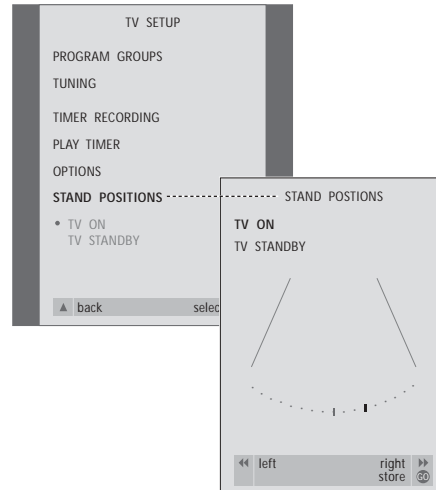 TV SETUP
PROGRAM GROUPS
TUNING
TIMER RECORDING
PLAY TIMER
OPTIONS
STAND POSITIONS
• TV ON
TV STANDBY
▲ back selec
STAND POSTIONS
TV ON
TV STANDBY
◀◀ left right ▶▶
store GO